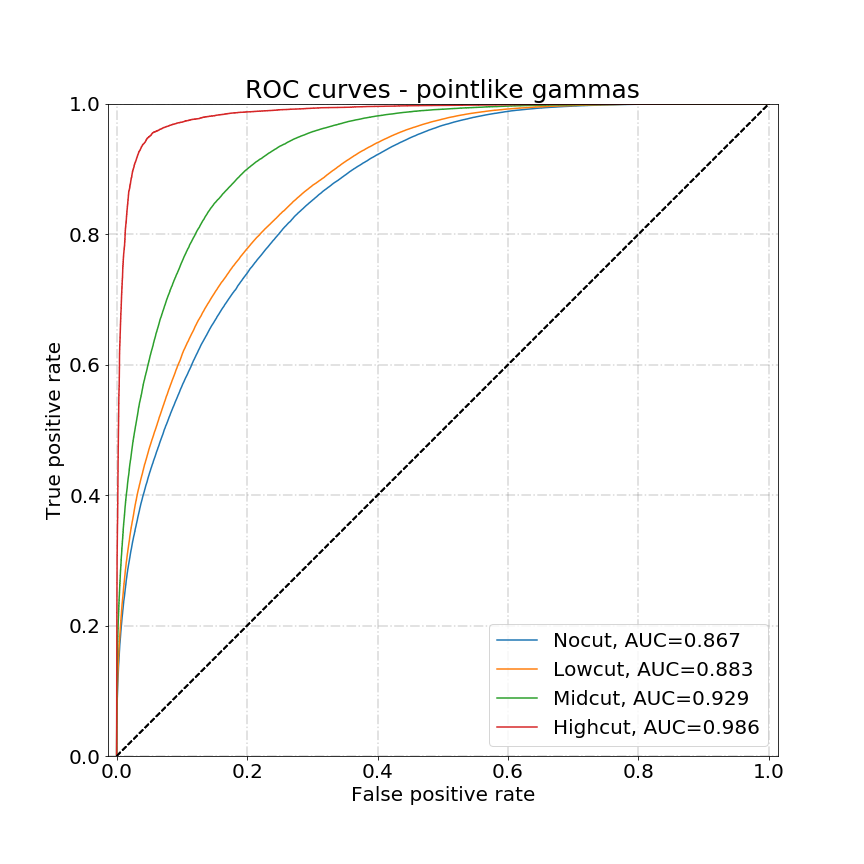 ROC curves - pointlike gammas
1.0
0.8
0.6
0.4
0.2
0.0
True positive rate
Nocut, AUC=0.867
Lowcut, AUC=0.883
Midcut, AUC=0.929
Highcut, AUC=0.986
0.0 0.2 0.4 0.6 0.8 1.0
False positive rate